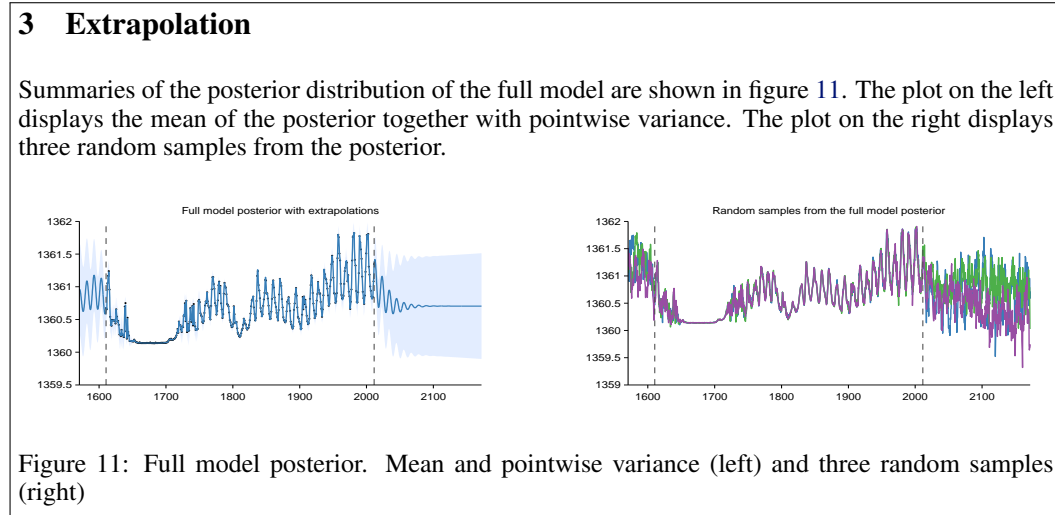 3 Extrapolation
Summaries of the posterior distribution of the full model are shown in figure 11. The plot on the left
displays the mean of the posterior together with pointwise variance. The plot on the right displays
three random samples from the posterior.
Full model posterior with extrapolations
1362
1361.5
1361
1360.5
1360
1359.5
1600 1700 1800 1900 2000 2100
Random samples from the full model posterior
1362
1361.5
1361
1360.5
1360
1359.5
1359
1600 1700 1800 1900 2000 2100
Figure 11: Full model posterior. Mean and pointwise variance (left) and three random samples
(right)